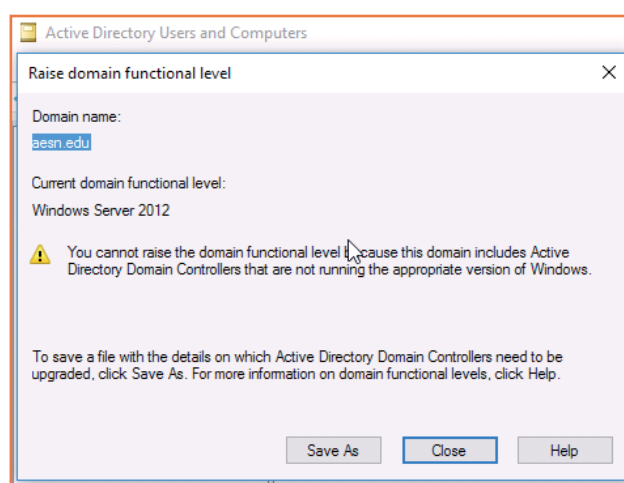 Active Directory Users and Computers
Raise domain functional level
Domain name:
aesn.edu
Current domain functional level:
Windows Server 2012
You cannot raise the domain functional level because this domain includes Active
Directory Domain Controllers that are not running the appropriate version of Windows.
To save a file with the details on which Active Directory Domain Controllers need to be
upgraded, click Save As. For more information on domain functional levels, click Help.
Save As Close Help